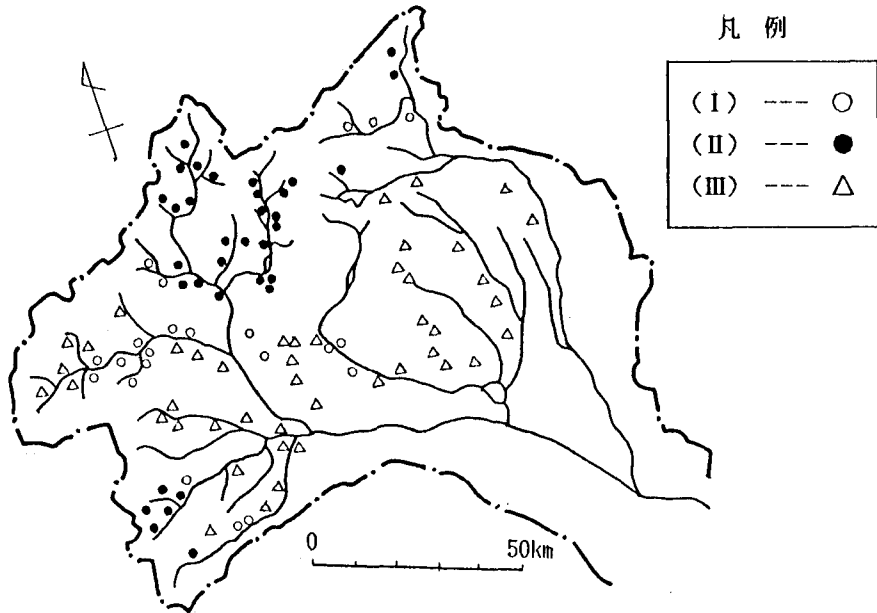 凡 例
(Ⅰ) --- ○
(Ⅱ) --- ●
(Ⅲ) --- △
0 50km